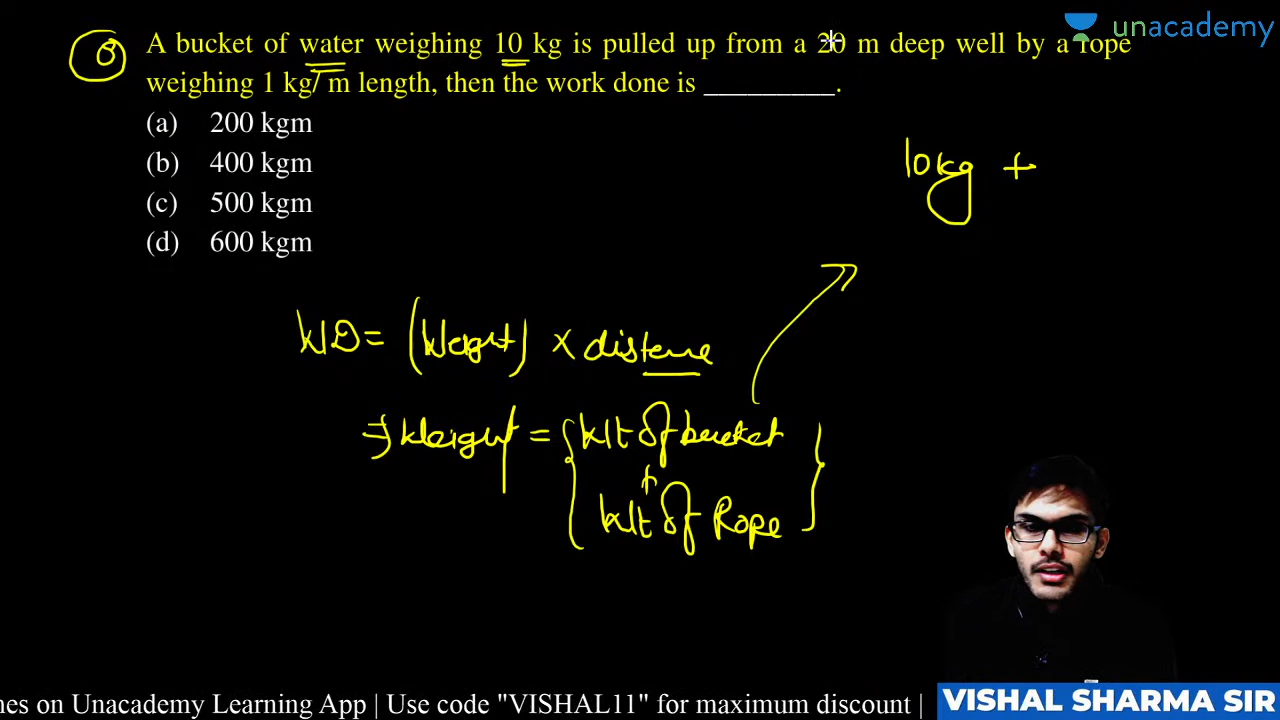 unacademy
Q A bucket of water weighing 10 kg is pulled up from a 20 m deep well by a rope
weighing 1 kg/ m length, then the work done is _________.
(a) 200 kgm
(b) 400 kgm
(c) 500 kgm
(d) 600 kgm
10kg +
WD = (Weight) × distance
⇒ Weight = { Wt of bucket
+
Wt of Rope }
nes on Unacademy Learning App | Use code "VISHAL11" for maximum discount |
VISHAL SHARMA SIR